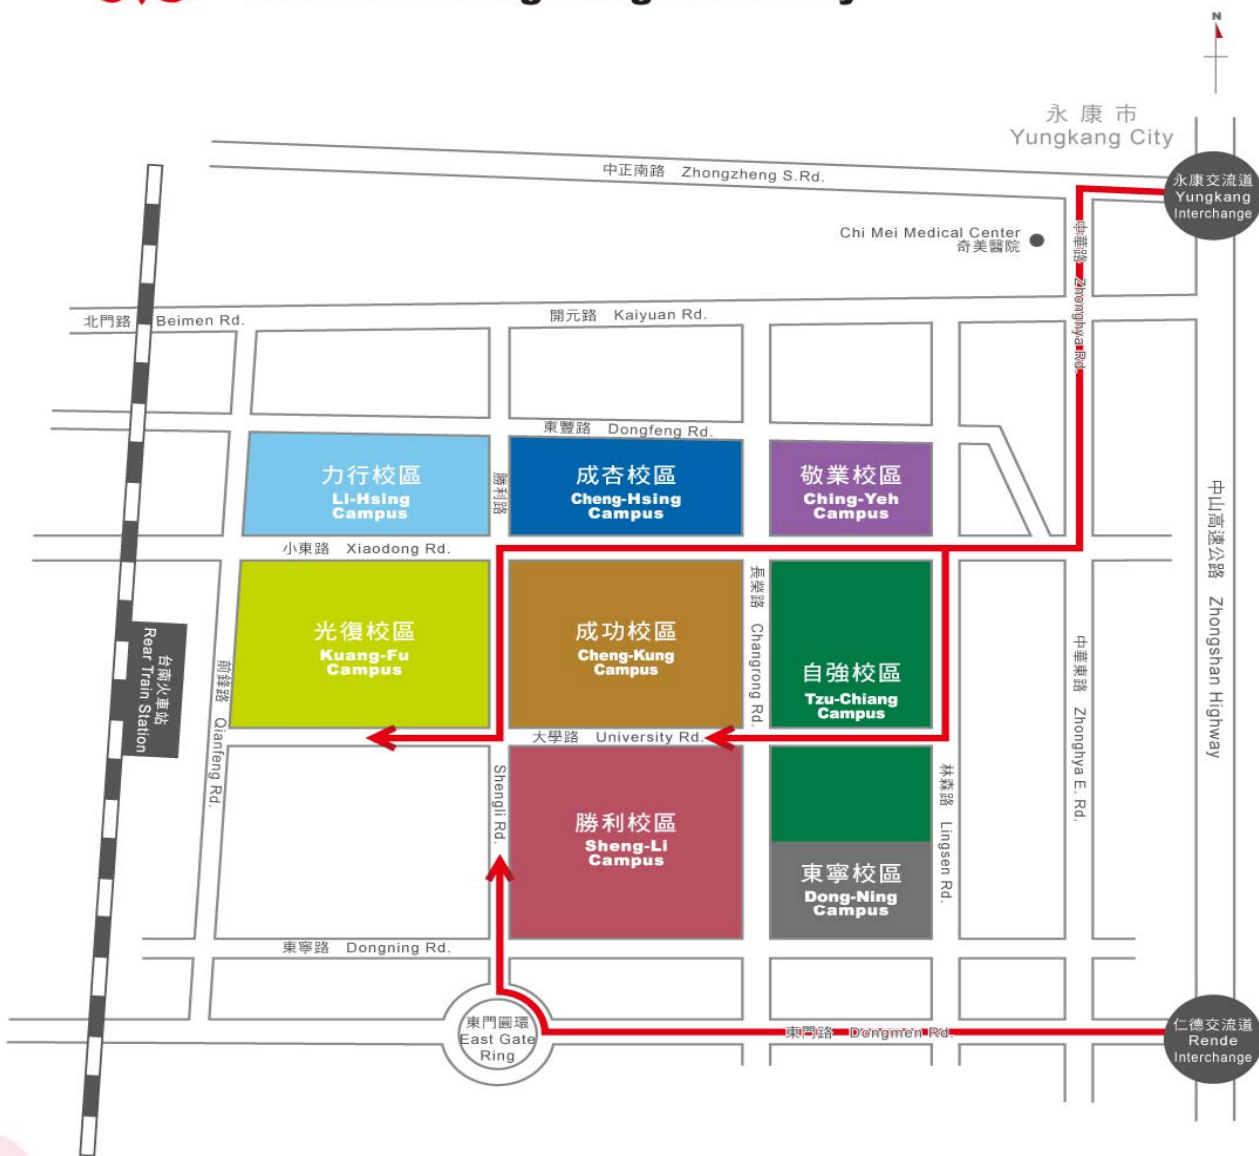 N
永康市
Yungkang City
中正南路 Zhongzheng S.Rd.
永康交流道
Yungkang
Interchange
Chi Mei Medical Center
奇美醫院
中華路 Zhonghya Rd.
北門路 Beimen Rd.
開元路 Kaiyuan Rd.
東豐路 Dongfeng Rd.
力行校區
Li-Hsing
Campus
勝利路
成杏校區
Cheng-Hsing
Campus
敬業校區
Ching-Yeh
Campus
中山高速公路 Zhongshan Highway
小東路 Xiaodong Rd.
光復校區
Kuang-Fu
Campus
成功校區
Cheng-Kung
Campus
長榮路 Changrong Rd.
自強校區
Tzu-Chiang
Campus
台南火車站
Rear Train Station
前鋒路 Qianfeng Rd.
中華東路 Zhonghya E. Rd.
大學路 University Rd.
Shengli Rd.
勝利校區
Sheng-Li
Campus
林森路 Lingsen Rd.
東寧校區
Dong-Ning
Campus
東寧路 Dongning Rd.
東門圓環
East Gate
Ring
東門路 Dongmen Rd.
仁德交流道
Rende
Interchange